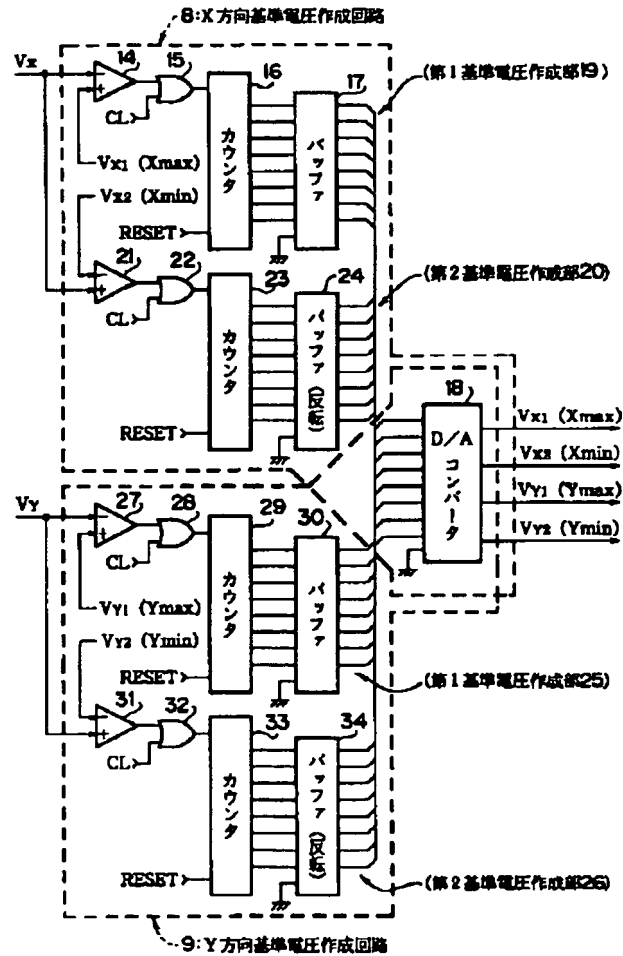 8:X方向基準電圧作成回路
Vx
14
15
16
17
(第1基準電圧作成部19)
CL
カウンタ
バッファ
Vx1 (Xmax)
Vx2 (Xmin)
RESET
21
22
23
24
(第2基準電圧作成部20)
CL
カウンタ
バッファ
(反転)
RESET
18
D/Aコンバータ
Vx1 (Xmax)
Vx2 (Xmin)
VY1 (Ymax)
VY2 (Ymin)
VY
27
28
29
30
CL
カウンタ
バッファ
VY1 (Ymax)
VY2 (Ymin)
RESET
(第1基準電圧作成部25)
31
32
33
34
CL
カウンタ
バッファ
(反転)
RESET
(第2基準電圧作成部26)
9:Y方向基準電圧作成回路